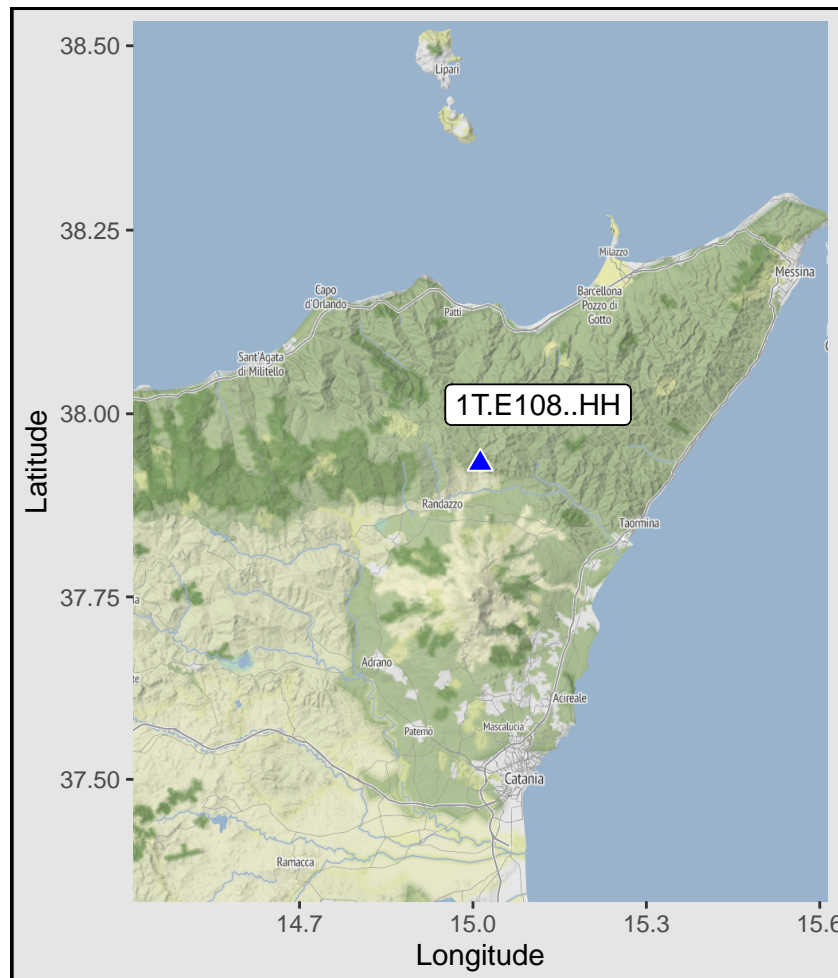 38.50
Lipari
38.25
Milazzo
Messina
Capo
d'Orlando
Barcellona
Pozzo di
Gotto
Patti
Sant'Agata
di Militello
38.00
1T.E108..HH
Latitude
Randazzo
Taormina
37.75
Adrano
Acireale
Paternò
Mascalucia
37.50
Catania
Ramacca
14.7
15.0
15.3
15.6
Longitude